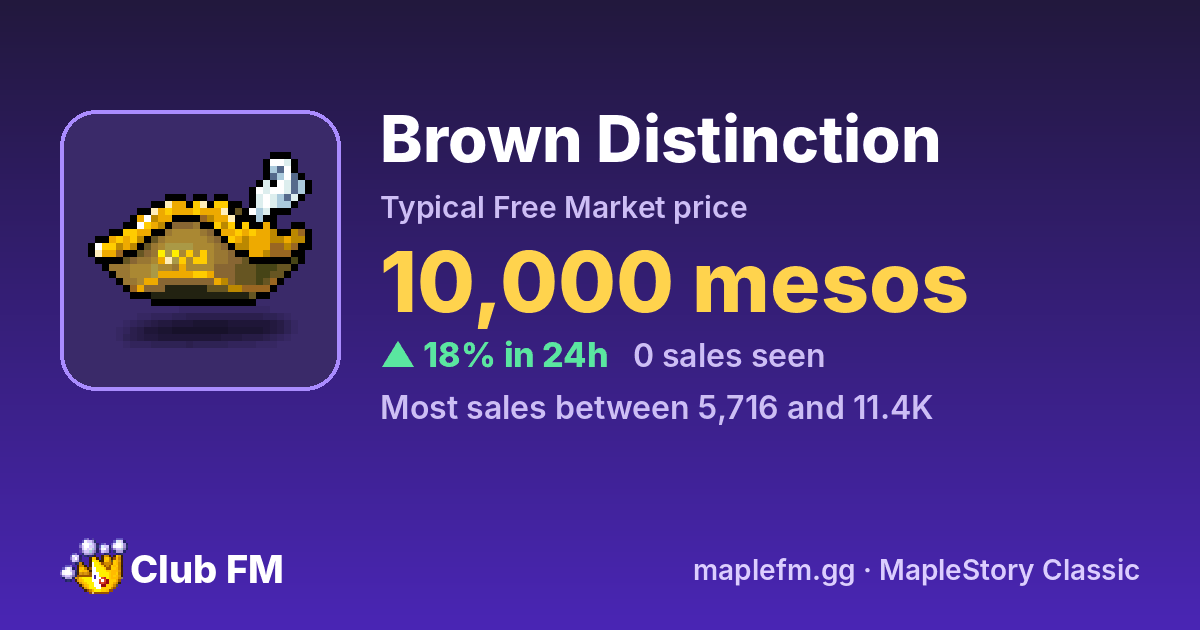 Brown Distinction
Typical Free Market price
10,000 mesos
▲ 18% in 24h 0 sales seen
Most sales between 5,716 and 11.4K
Club FM
maplefm.gg · MapleStory Classic